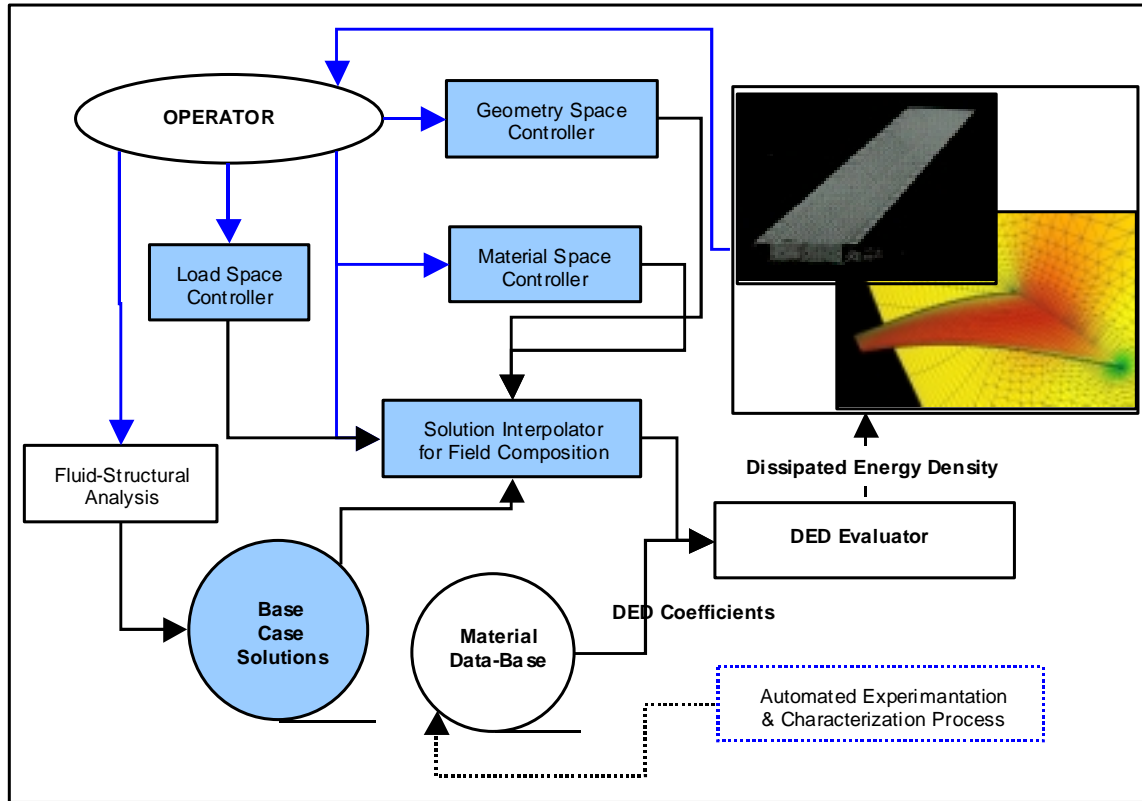 OPERATOR
Geometry Space
Controller
Load Space
Controller
Material Space
Controller
Solution Interpolator
for Field Composition
Fluid-Structural
Analysis
Dissipated Energy Density
DED Evaluator
Base
Case
Solutions
Material
Data-Base
DED Coefficients
Automated Experimantation
& Characterization Process